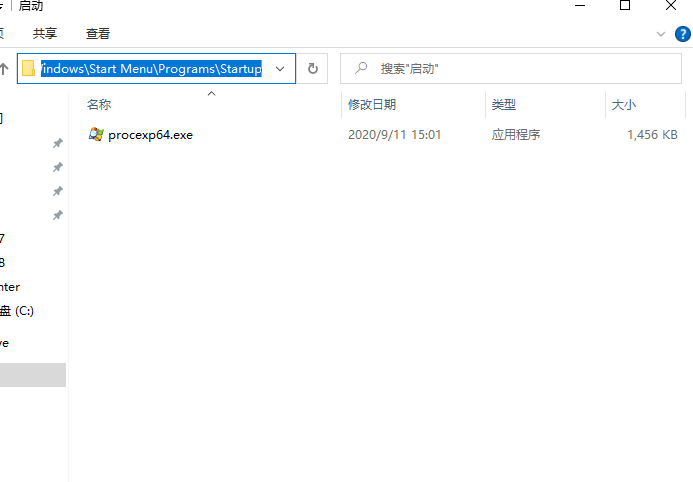 启动
共享
查看
indows\Start Menu\Programs\Startup
搜索"启动"
名称
修改日期
类型
大小
procexp64.exe
2020/9/11 15:01
应用程序
1,456 KB
7
8
nter
盘 (C:)
ve